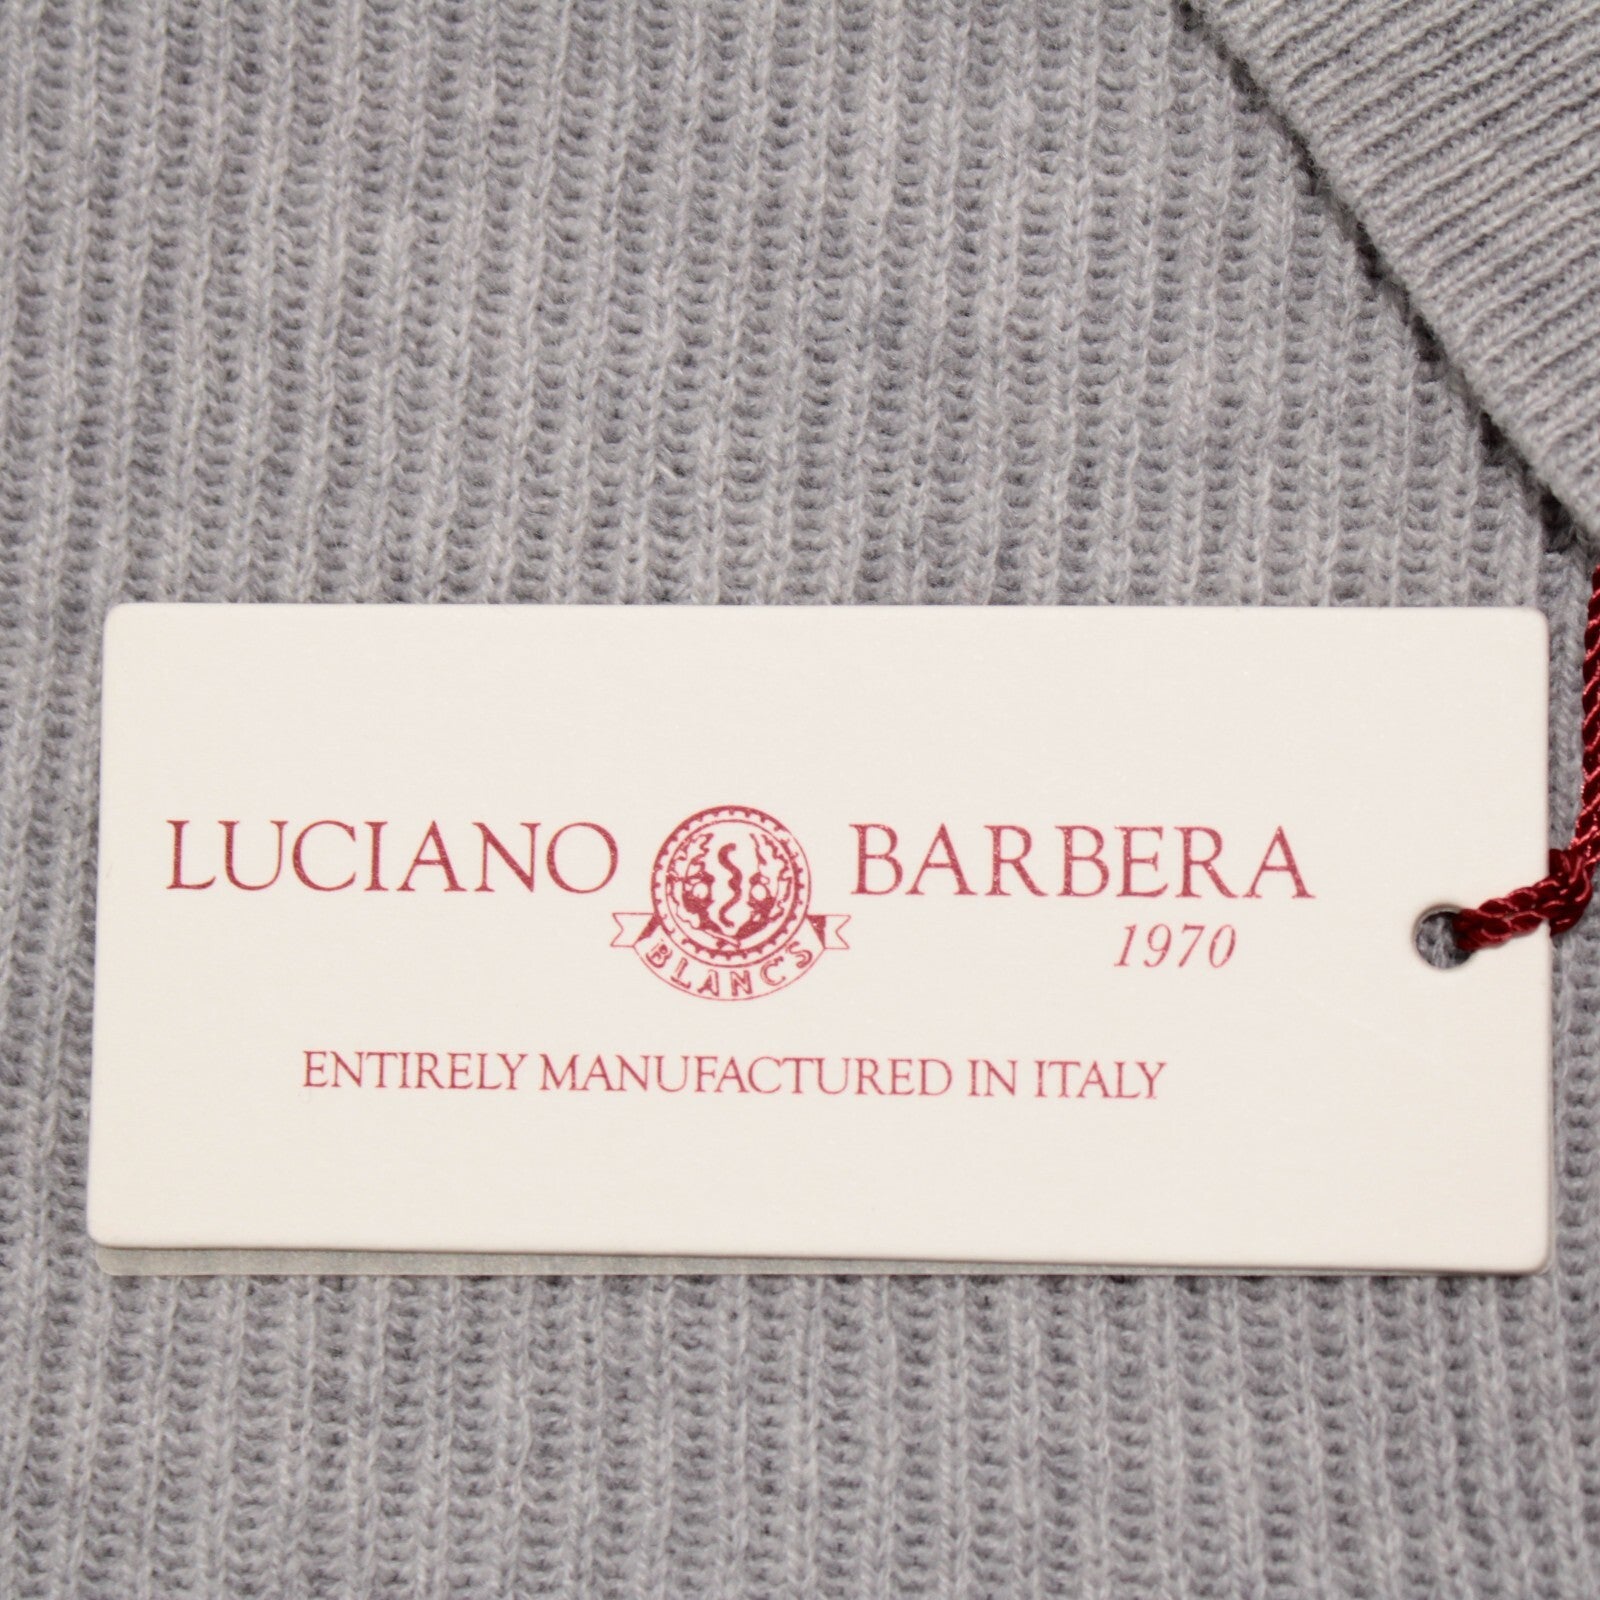 LUCIANO BARBERA
1970
BLANCS
ENTIRELY MANUFACTURED IN ITALY